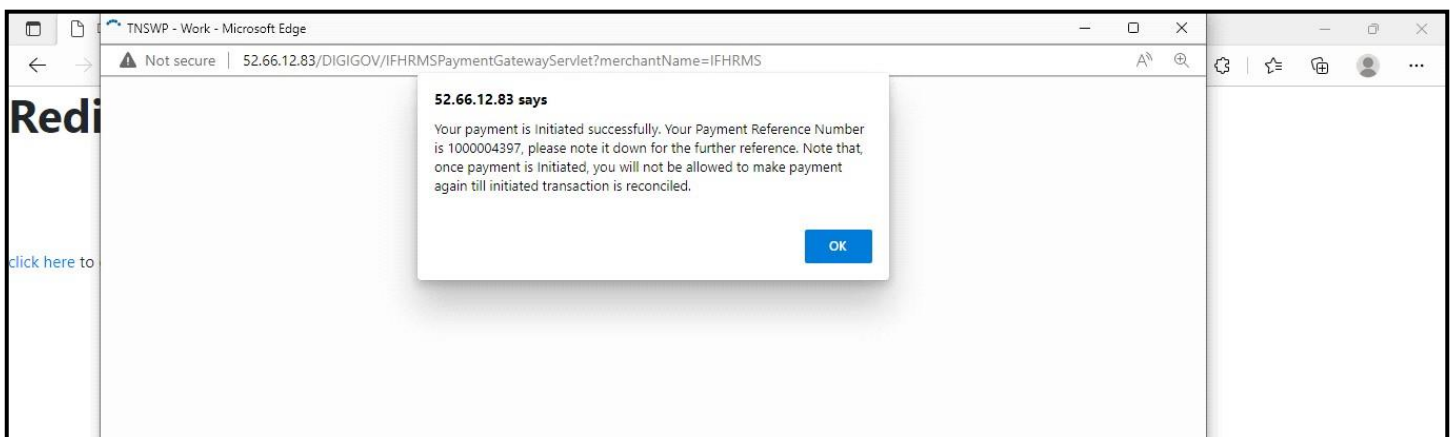 TNSWP - Work - Microsoft Edge
Not secure | 52.66.12.83/DIGIGOV/IFHRMSPaymentGatewayServlet?merchantName=IFHRMS
Redi
52.66.12.83 says
Your payment is Initiated successfully. Your Payment Reference Number
is 1000004397, please note it down for the further reference. Note that,
once payment is Initiated, you will not be allowed to make payment
again till initiated transaction is reconciled.
OK
click here to